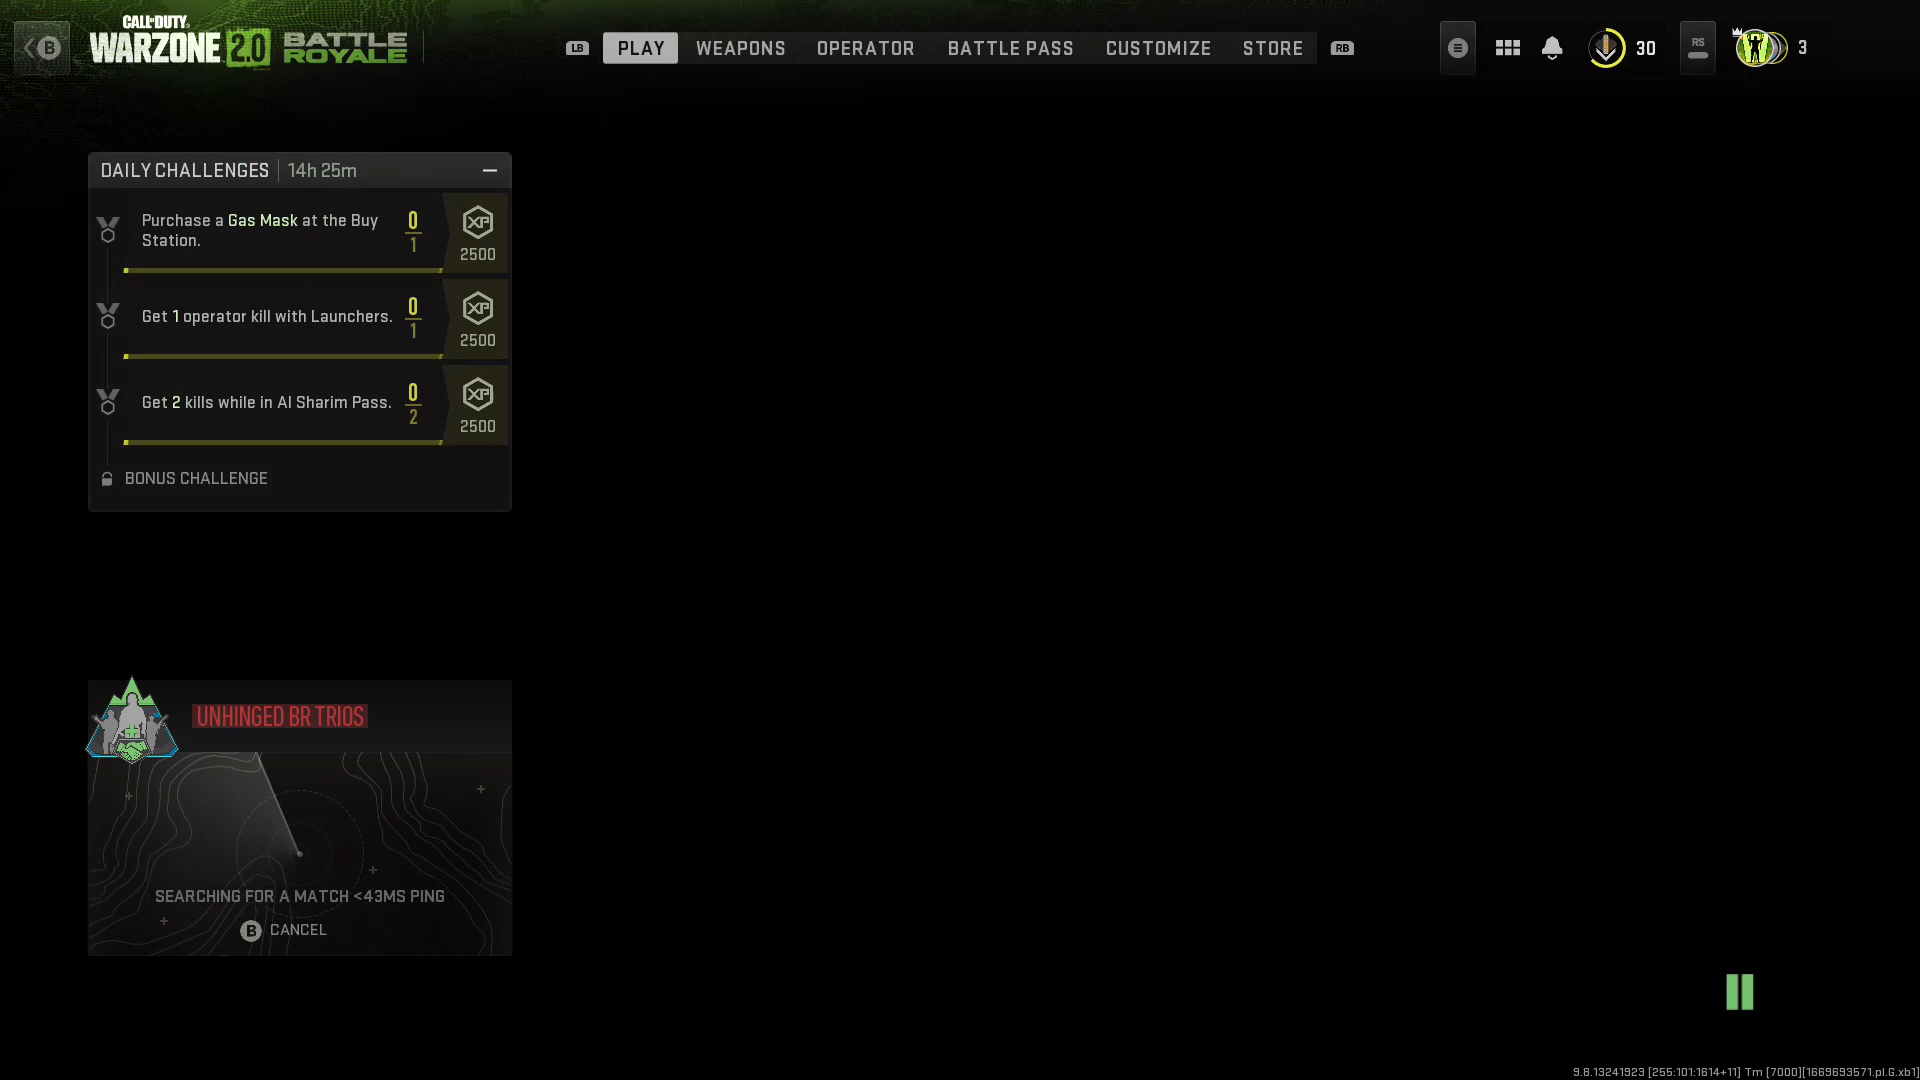 B
CALL OF DUTY
WARZONE 2.0
BATTLE
ROYALE
LB
PLAY
WEAPONS
OPERATOR
BATTLE PASS
CUSTOMIZE
STORE
RB
30
RS
3
DAILY CHALLENGES
14h 25m
Purchase a Gas Mask at the Buy
Station.
0
1
XP
2500
Get 1 operator kill with Launchers.
0
1
XP
2500
Get 2 kills while in Al Sharim Pass.
0
2
XP
2500
BONUS CHALLENGE
UNHINGED BR TRIOS
SEARCHING FOR A MATCH <43MS PING
B CANCEL
9.8.13241923 [255:101:1614+11] Tm [7000][1669693571.pl.G.xb1]